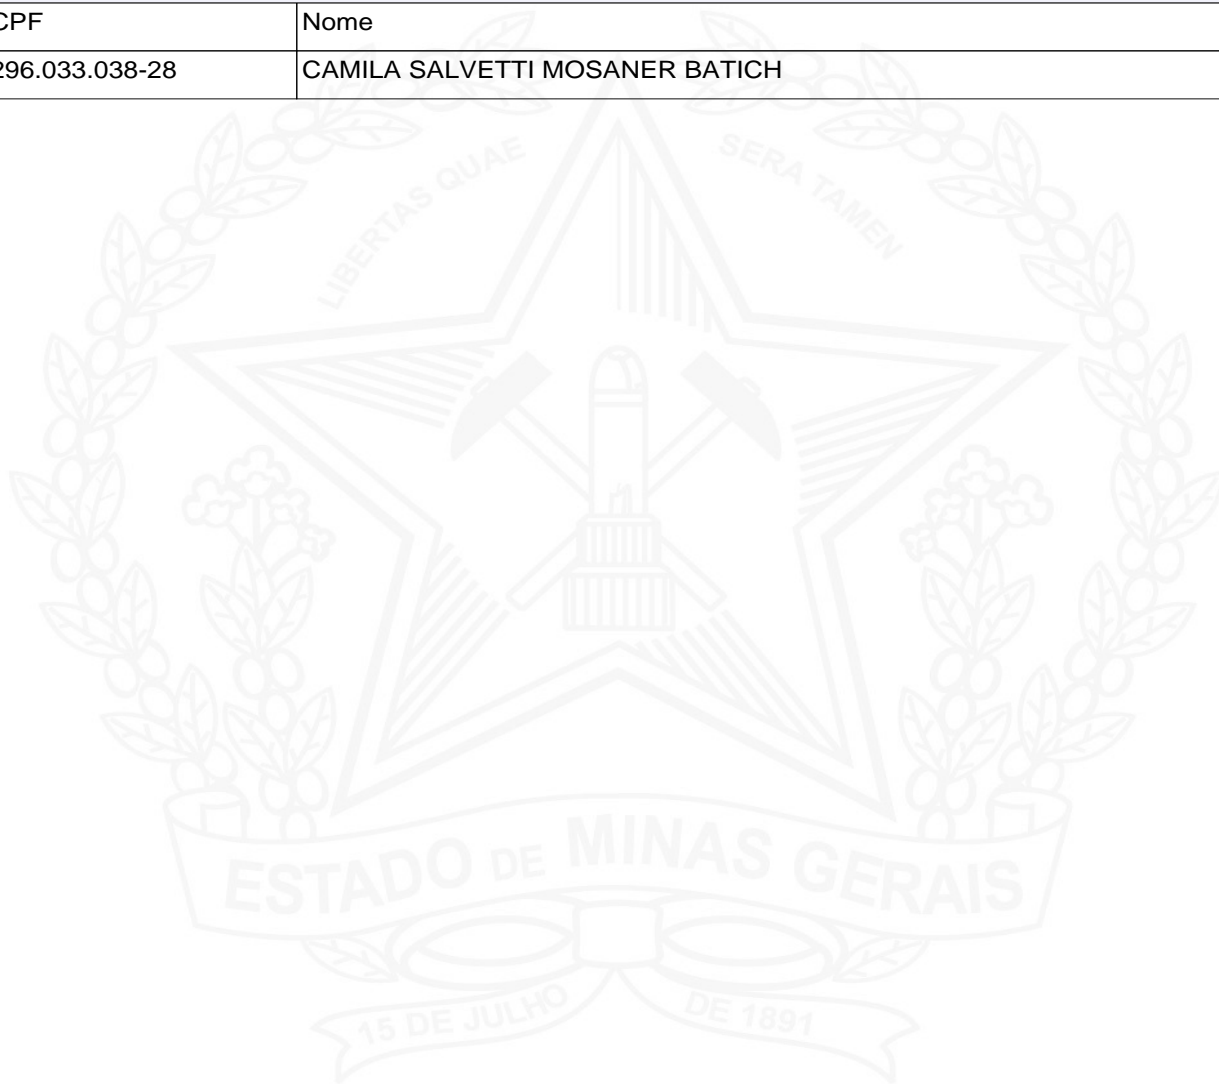 CPF Nome
296.033.038-28 CAMILA SALVETTI MOSANER BATICH
LIBERTAS QUAE SERA TAMEN
ESTADO DE MINAS GERAIS
15 DE JULHO DE 1891